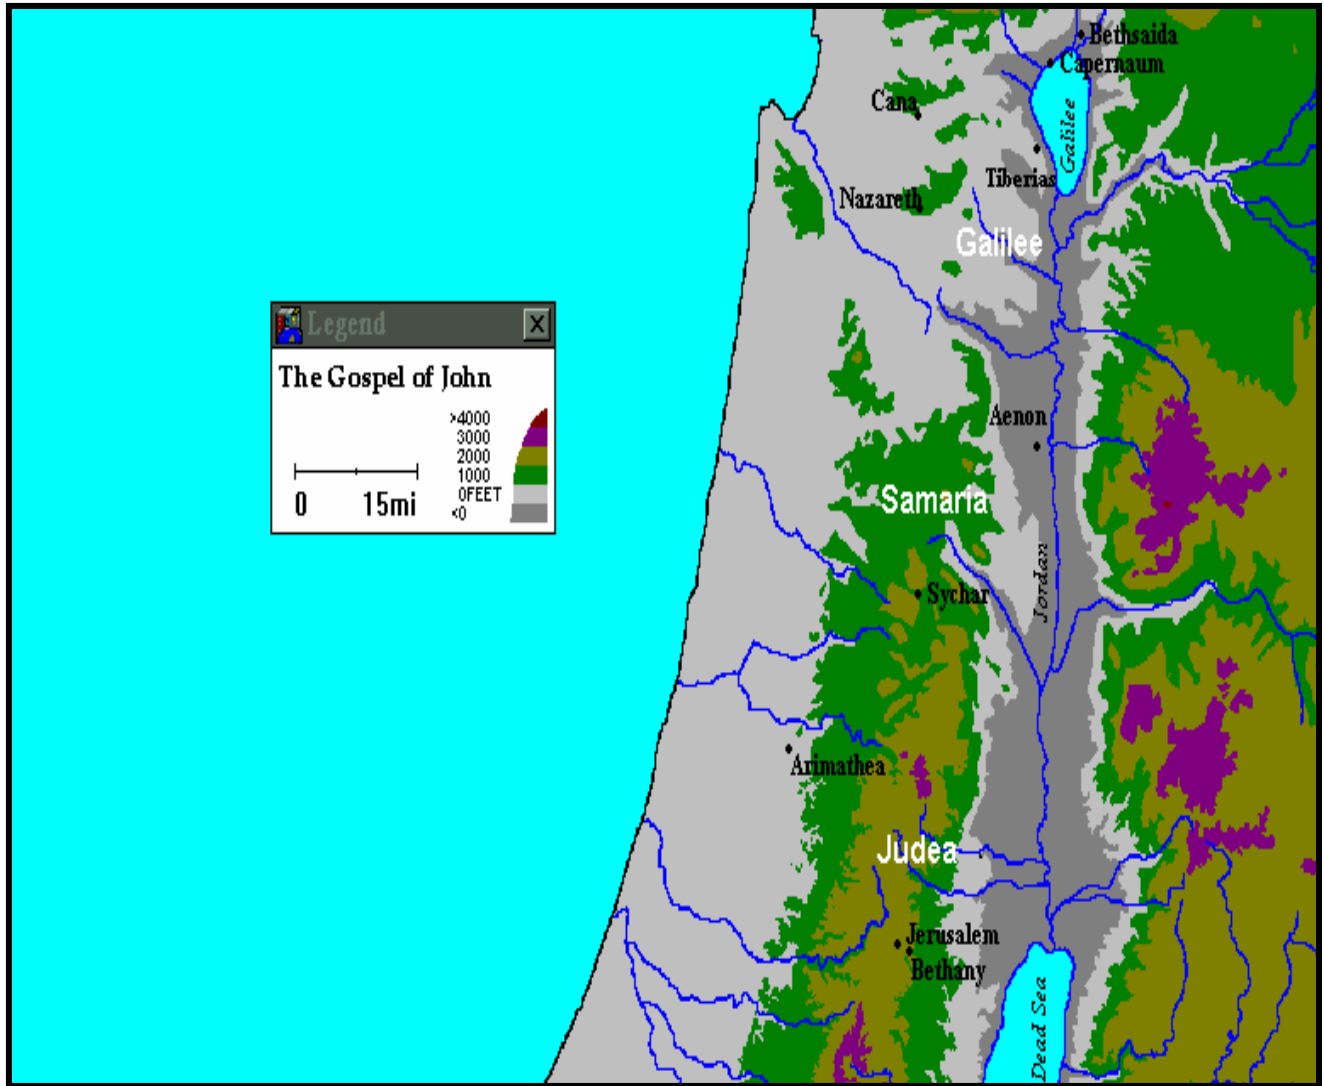 Bethsaida
Capernaum
Cana
Galilee
Tiberias
Nazareth
Galilee
Legend
X
The Gospel of John
>4000
3000
2000
1000
0FEET
<0
0 15mi
Aenon
Samaria
Jordan
Sychar
Arimathea
Judea
Jerusalem
Bethany
Dead Sea